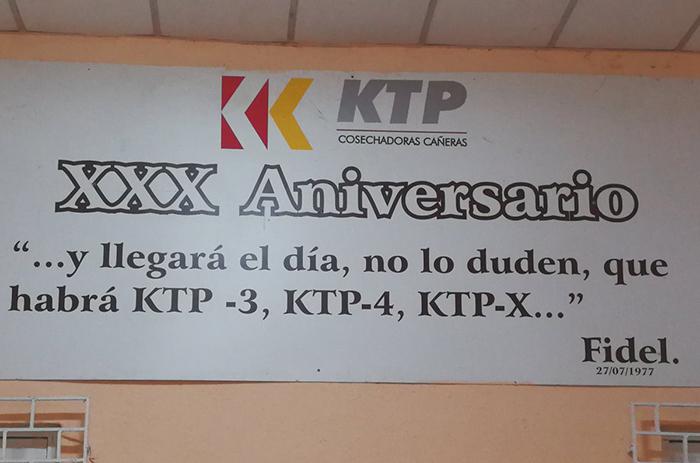 KTP
COSECHADORAS CAÑERAS
XXX Aniversario
“...y llegará el día, no lo duden, que
habrá KTP -3, KTP-4, KTP-X...”
Fidel.
27/07/1977